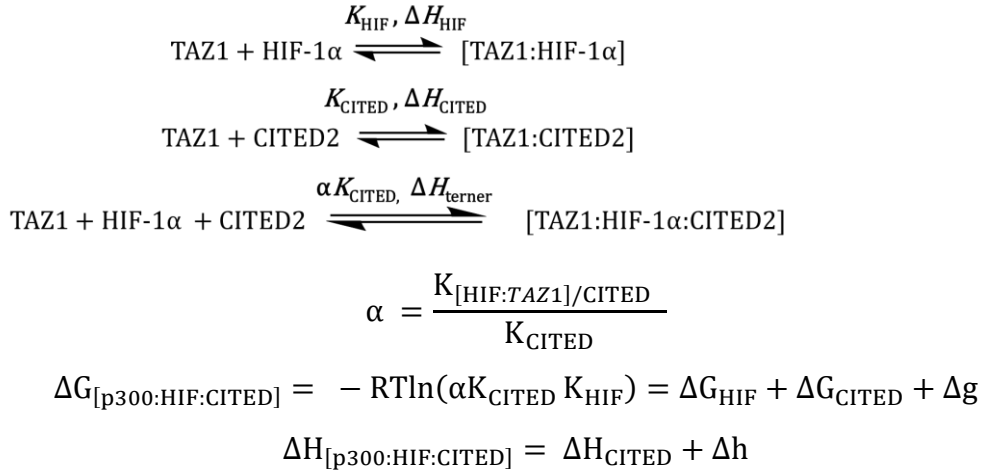 K_HIF, ΔH_HIF
TAZ1 + HIF-1α ⇌ [TAZ1:HIF-1α]
K_CITED, ΔH_CITED
TAZ1 + CITED2 ⇌ [TAZ1:CITED2]
αK_CITED, ΔH_terner
TAZ1 + HIF-1α + CITED2 ⇌ [TAZ1:HIF-1α:CITED2]
α = K_[HIF:TAZ1]/CITED / K_CITED
ΔG_[p300:HIF:CITED] = −RTln(αK_CITED K_HIF) = ΔG_HIF + ΔG_CITED + Δg
ΔH_[p300:HIF:CITED] = ΔH_CITED + Δh